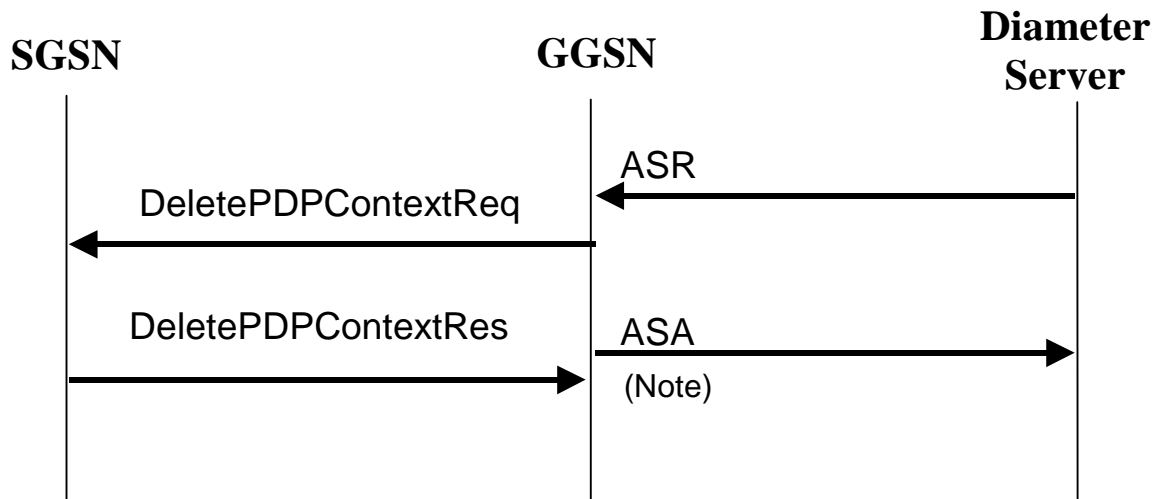 SGSN
GGSN
Diameter
Server
ASR
DeletePDPContextReq
DeletePDPContextRes
ASA
(Note)